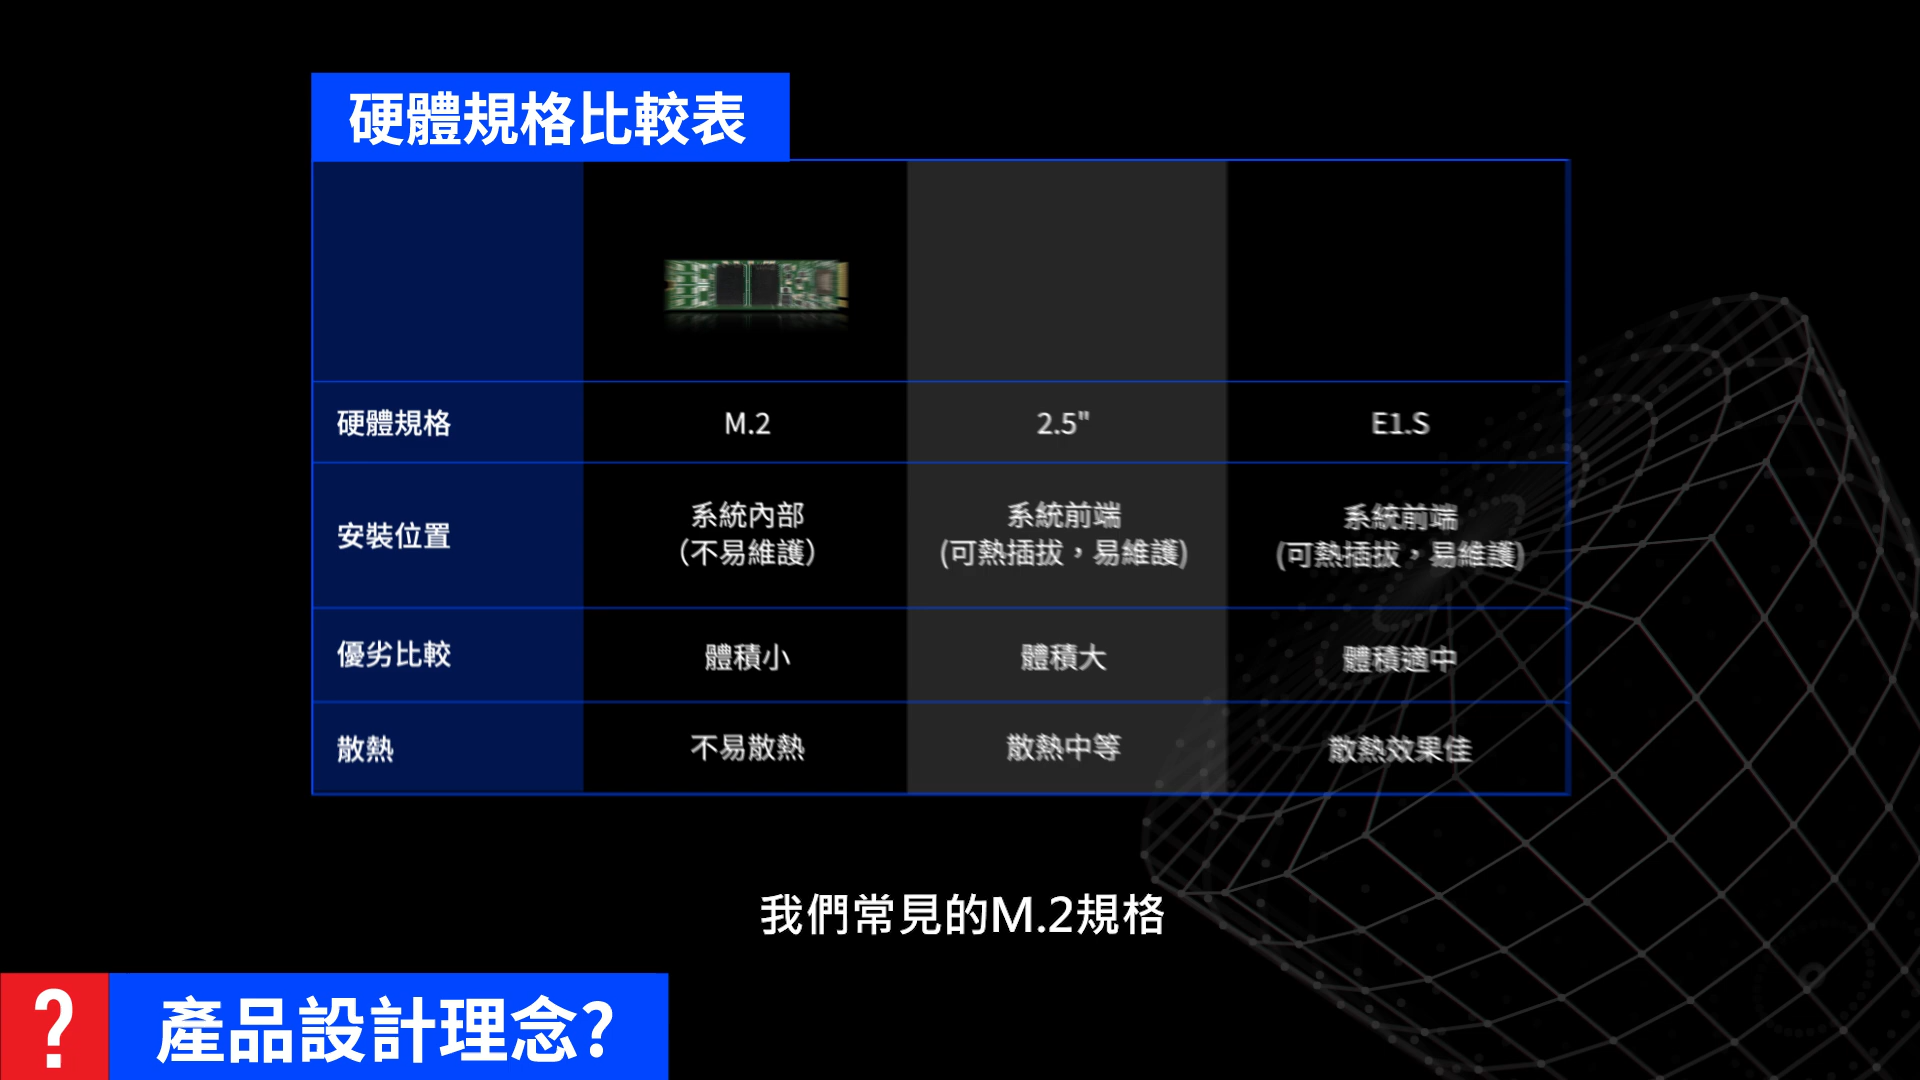 硬體規格比較表
硬體規格 M.2 2.5" E1.S
安裝位置 系統內部 系統前端 系統前端
（不易維護） (可熱插拔，易維護) (可熱插拔，易維護)
優劣比較 體積小 體積大 體積適中
散熱 不易散熱 散熱中等 散熱效果佳
我們常見的M.2規格
? 產品設計理念?